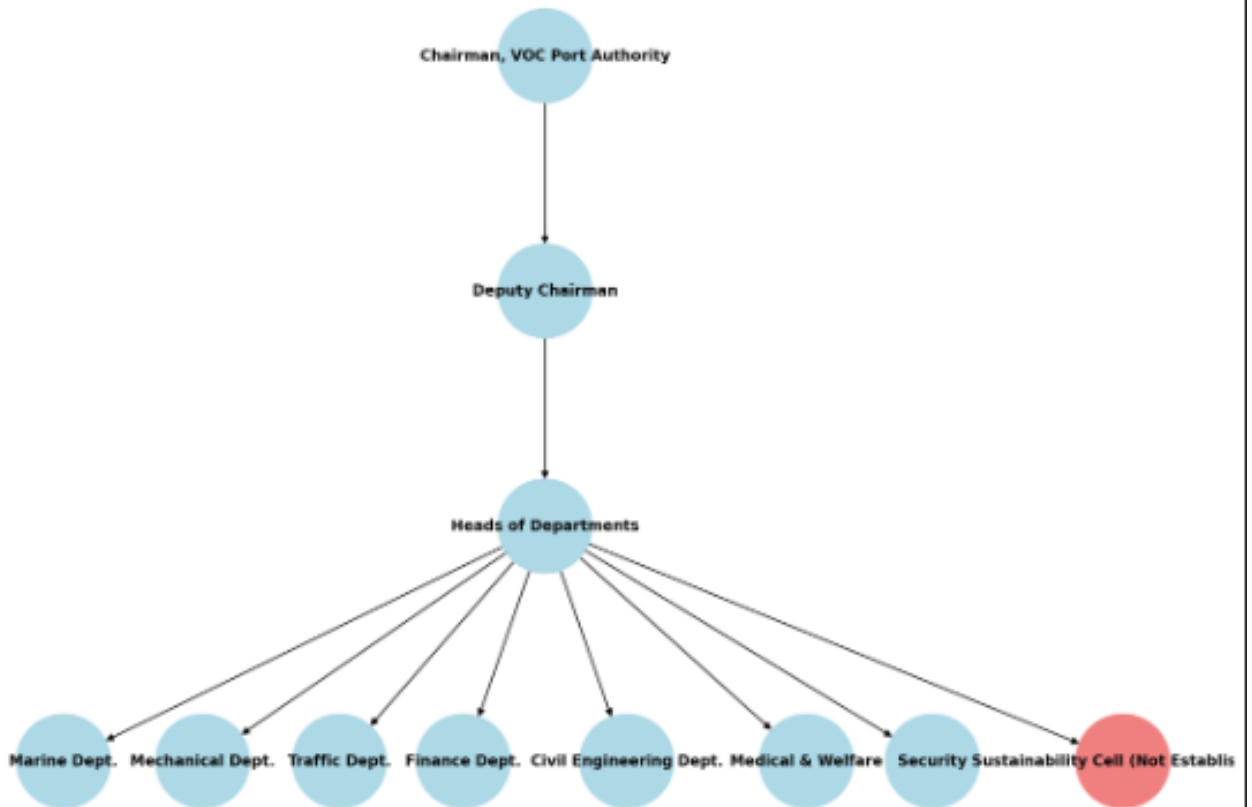 Chairman, VOC Port Authority
Deputy Chairman
Heads of Departments
Marine Dept.
Mechanical Dept.
Traffic Dept.
Finance Dept.
Civil Engineering Dept.
Medical & Welfare
Security
Sustainability Cell (Not Establis